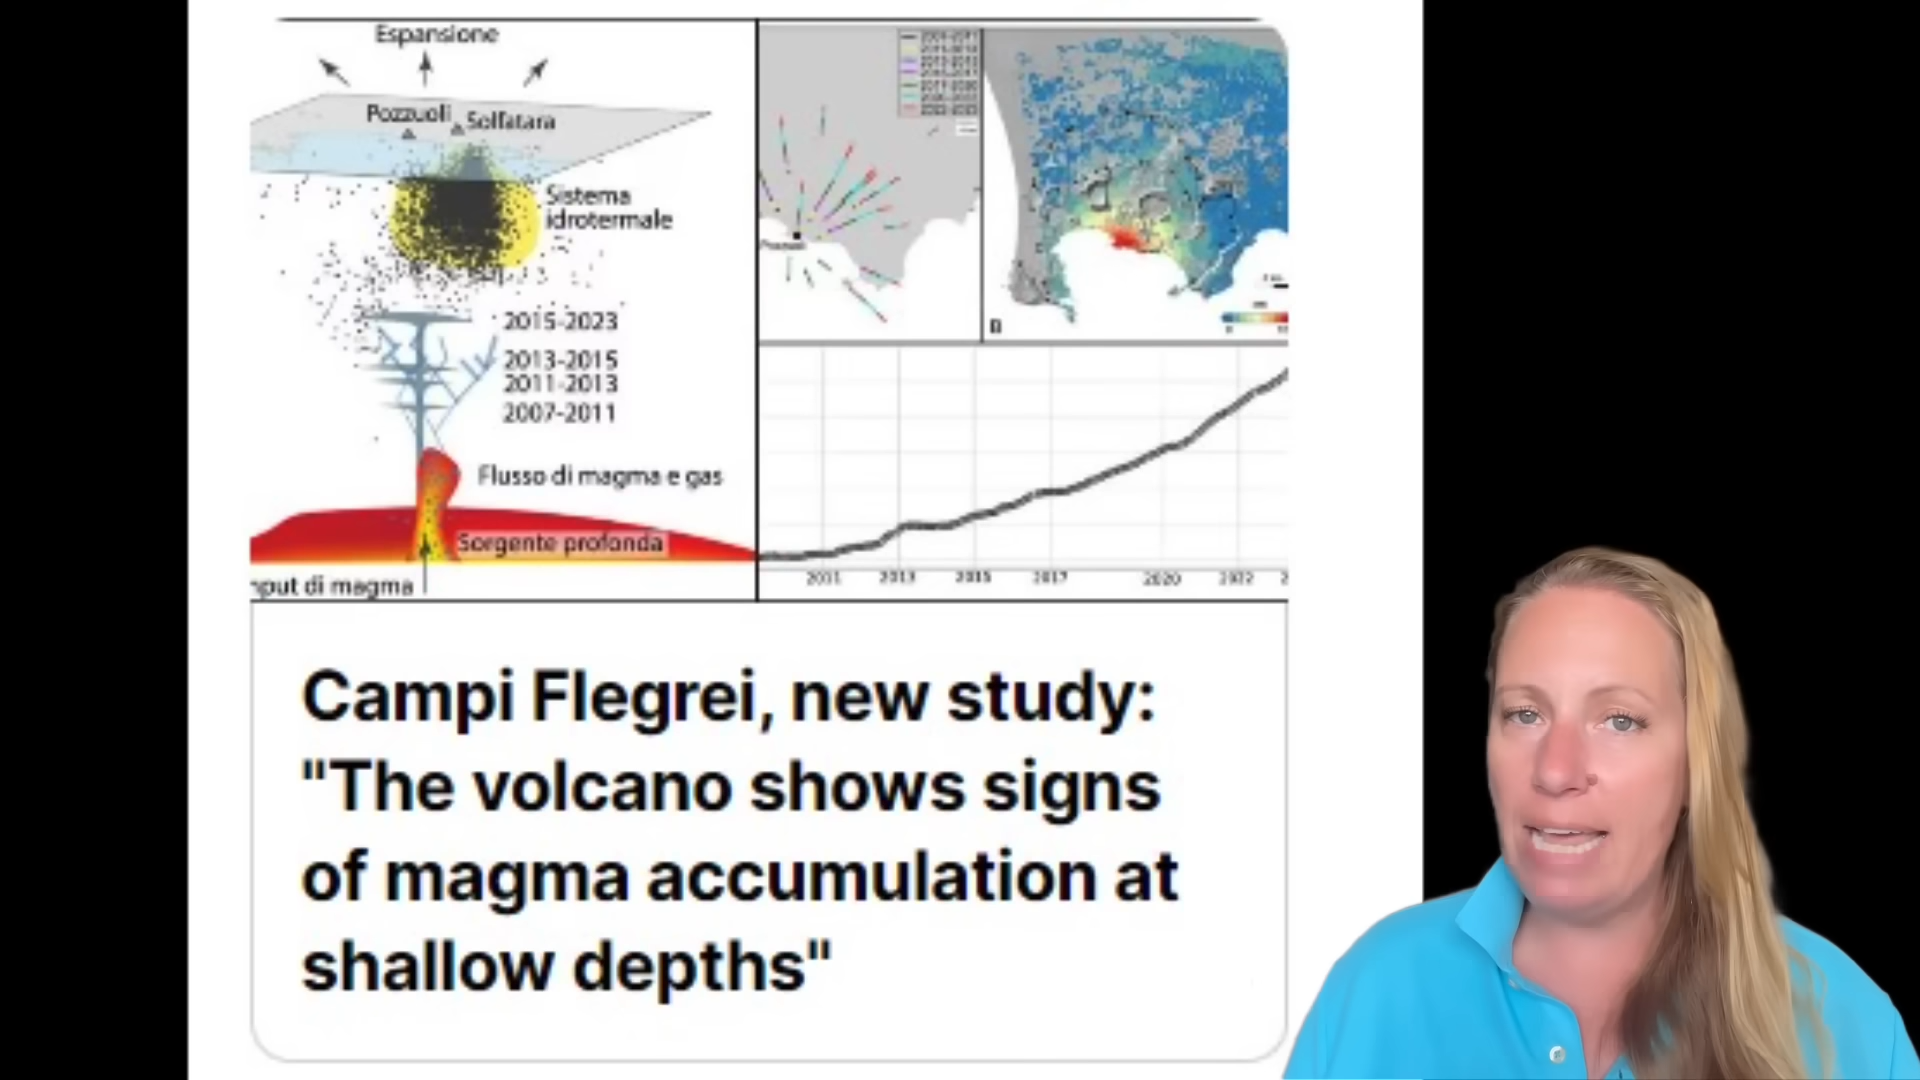 Espansione
Pozzuoli
Solfatara
Sistema
idrotermale
2015-2023
2013-2015
2011-2013
2007-2011
Flusso di magma e gas
Sorgente profonda
nput di magma
B
2011
2013
2015
2017
2020
2022
Campi Flegrei, new study:
"The volcano shows signs
of magma accumulation at
shallow depths"